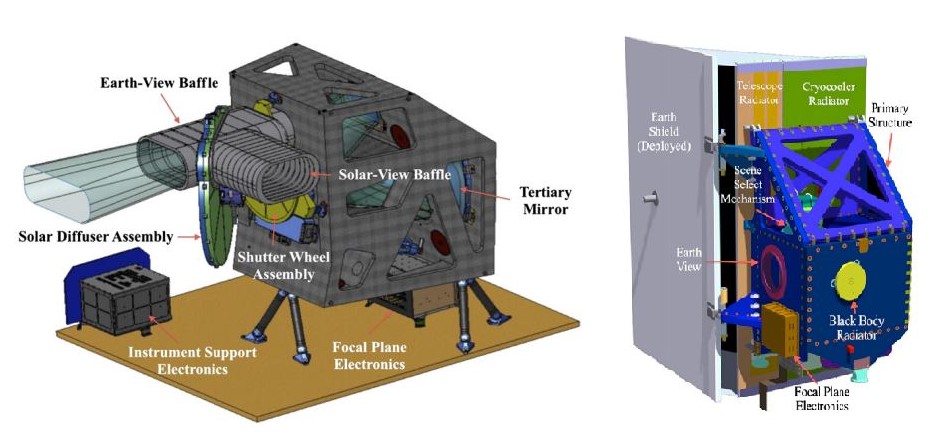 Earth-View Baffle
Solar-View Baffle
Tertiary
Mirror
Solar Diffuser Assembly
Shutter Wheel
Assembly
Instrument Support
Electronics
Focal Plane
Electronics
Telescope
Radiator
Cryocooler
Radiator
Primary
Structure
Earth
Shield
(Deployed)
Scene
Select
Mechanism
Earth
View
Black Body
Radiator
Focal Plane
Electronics